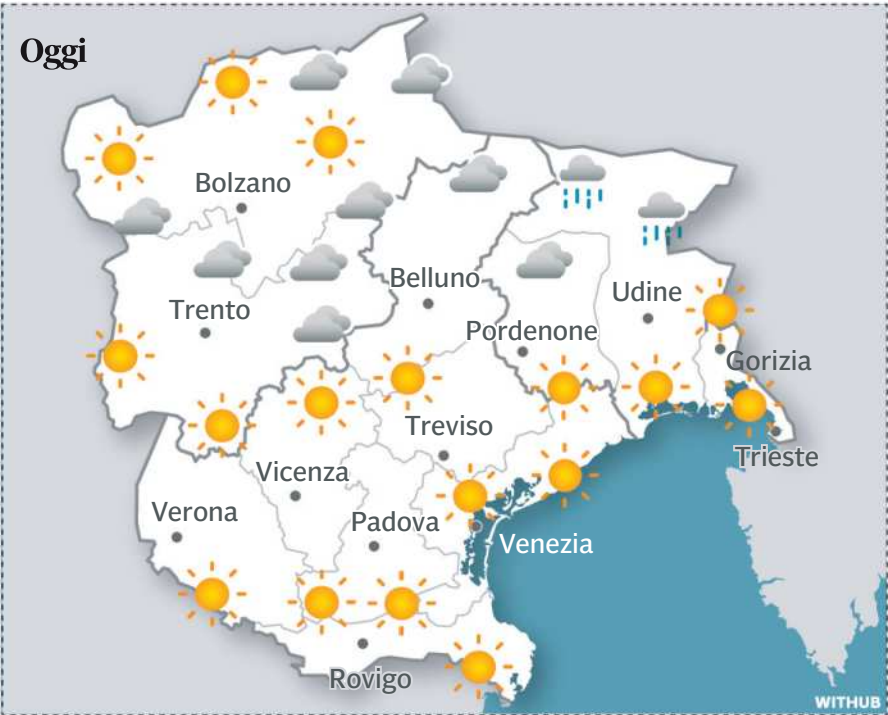 Oggi
Bolzano
Trento
Belluno
Udine
Pordenone
Gorizia
Treviso
Trieste
Vicenza
Verona
Padova
Venezia
Rovigo
WITHUB